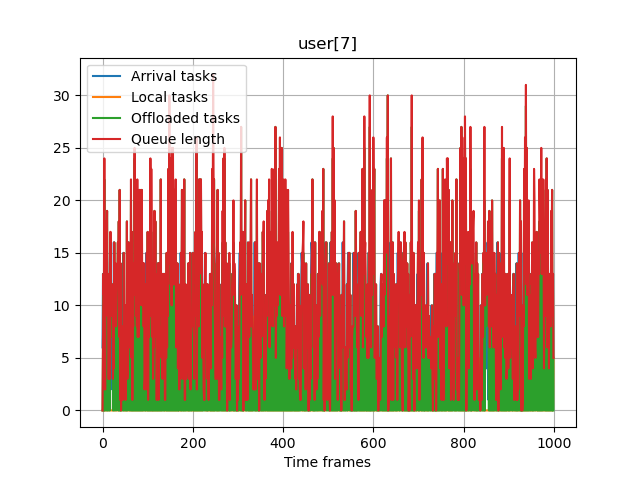 user[7]
Arrival tasks
Local tasks
Offloaded tasks
Queue length
30
25
20
15
10
5
0
0 200 400 600 800 1000
Time frames